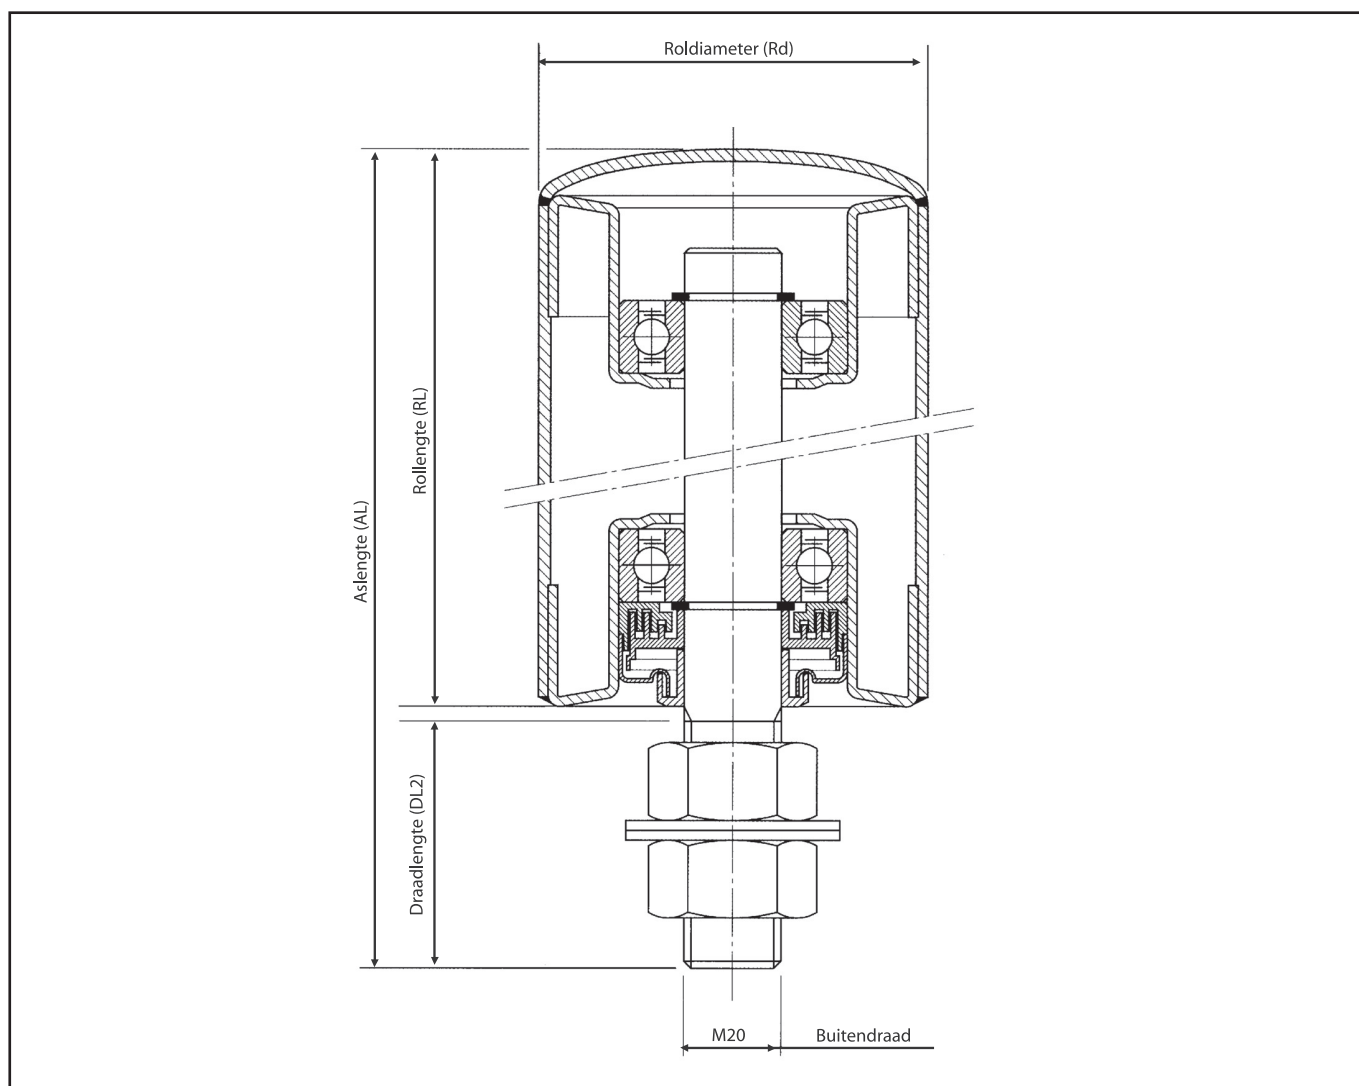 Roldiameter (Rd)
Rollengte (RL)
Aslengte (AL)
Draadlengte (DL2)
M20
Buitendraad